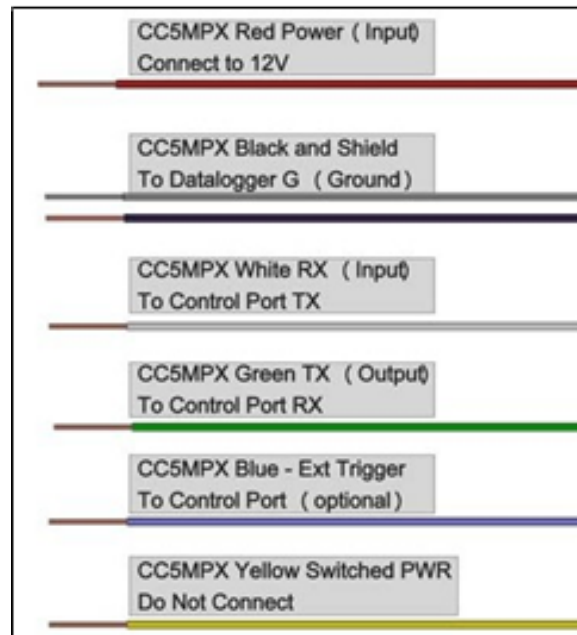 CC5MPX Red Power ( Input)
Connect to 12V
CC5MPX Black and Shield
To Datalogger G ( Ground )
CC5MPX White RX ( Input)
To Control Port TX
CC5MPX Green TX ( Output)
To Control Port RX
CC5MPX Blue - Ext Trigger
To Control Port ( optional )
CC5MPX Yellow Switched PWR
Do Not Connect